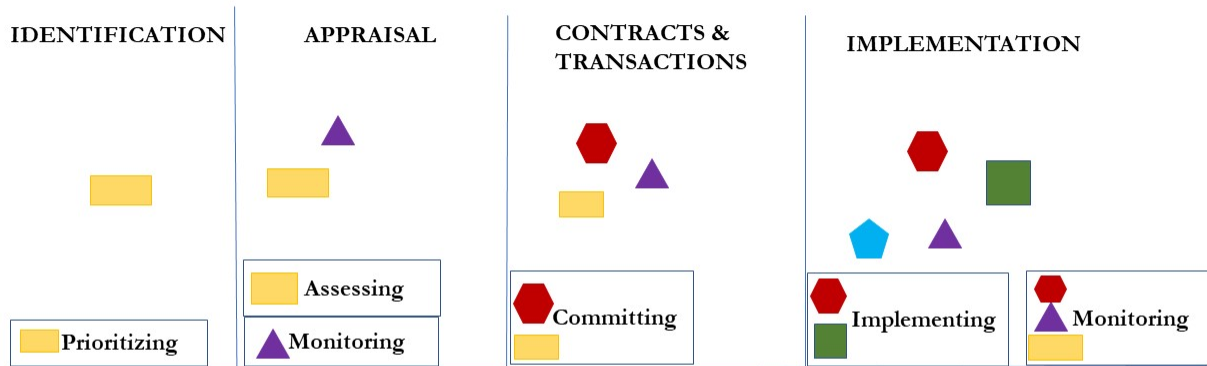 IDENTIFICATION
APPRAISAL
CONTRACTS &
TRANSACTIONS
IMPLEMENTATION
Prioritizing
Assessing
Monitoring
Committing
Implementing
Monitoring